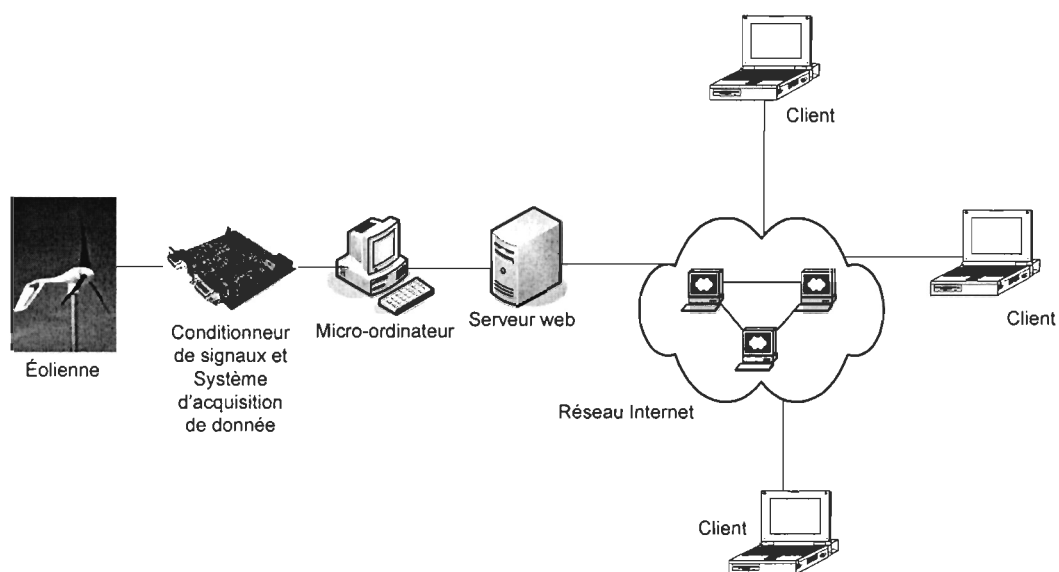 Client
Client
Éolienne
Conditionneur
de signaux et
Système
d'acquisition
de donnée
Micro-ordinateur
Serveur web
Réseau Internet
Client